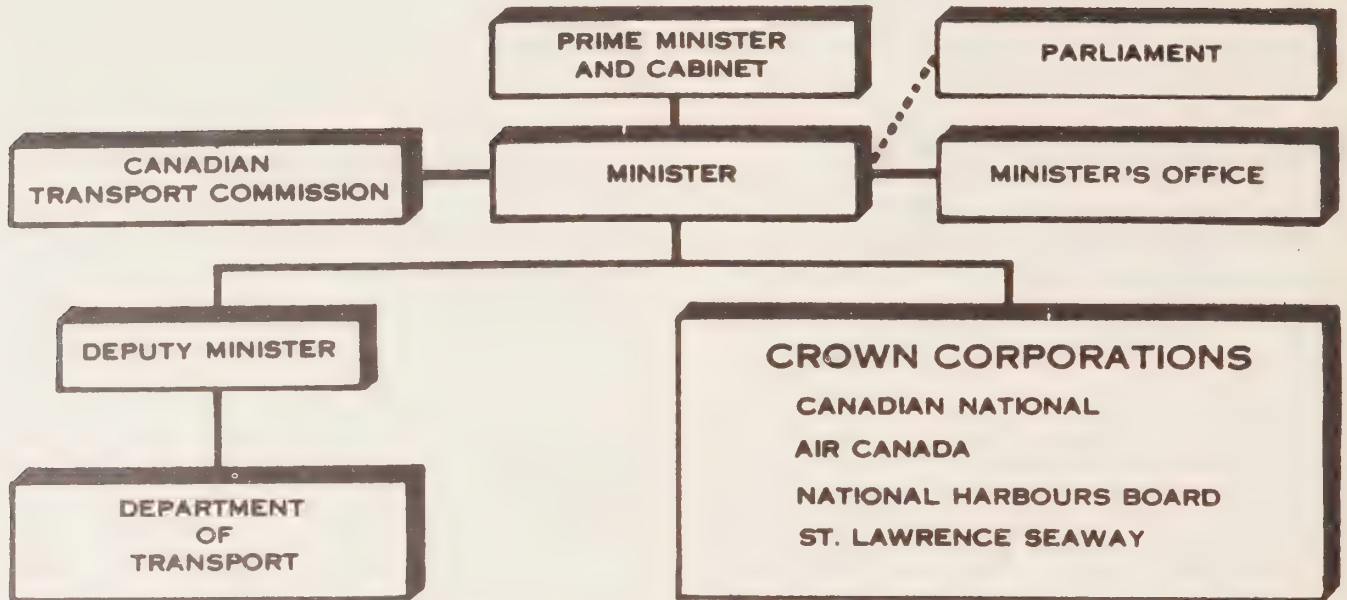 PRIME MINISTER
AND CABINET
PARLIAMENT
CANADIAN
TRANSPORT COMMISSION
MINISTER
MINISTER'S OFFICE
DEPUTY MINISTER
DEPARTMENT
OF
TRANSPORT
CROWN CORPORATIONS
CANADIAN NATIONAL
AIR CANADA
NATIONAL HARBOURS BOARD
ST. LAWRENCE SEAWAY